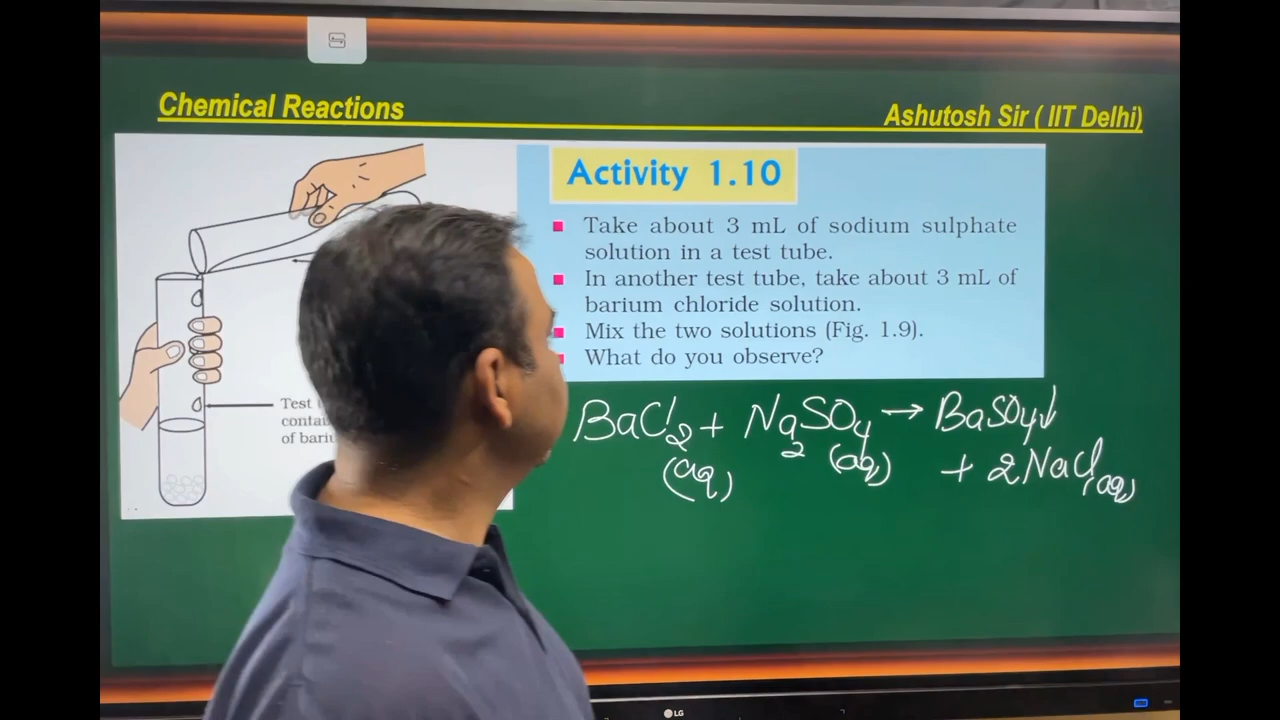 Chemical Reactions
Ashutosh Sir ( IIT Delhi)
Activity 1.10
Take about 3 mL of sodium sulphate
solution in a test tube.
In another test tube, take about 3 mL of
barium chloride solution.
Mix the two solutions (Fig. 1.9).
What do you observe?
Test
of
BaCl₂ + Na₂SO₄ → BaSO₄↓
(aq) (aq)
+ 2NaCl(aq)
LG